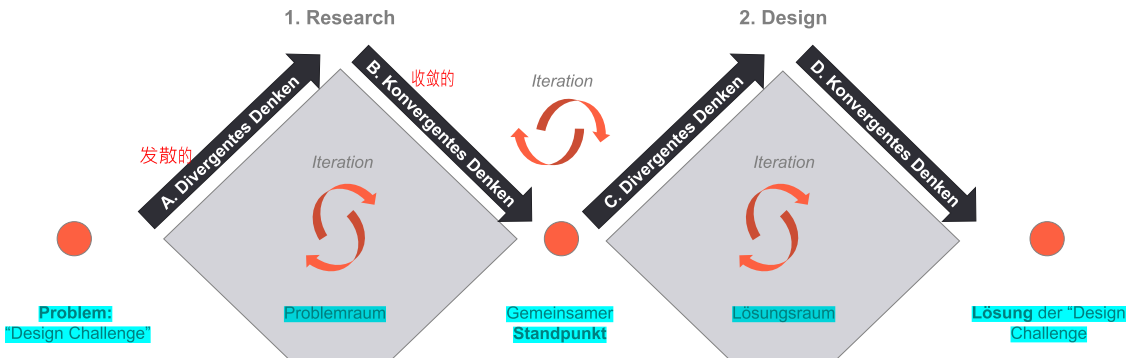 1. Research
2. Design
A. Divergentes Denken
发散的
B. Konvergentes Denken
收敛的
Iteration
C. Divergentes Denken
D. Konvergentes Denken
Iteration
Iteration
Problem:
“Design Challenge”
Problemraum
Gemeinsamer
Standpunkt
Lösungsraum
Lösung der “Design
Challenge